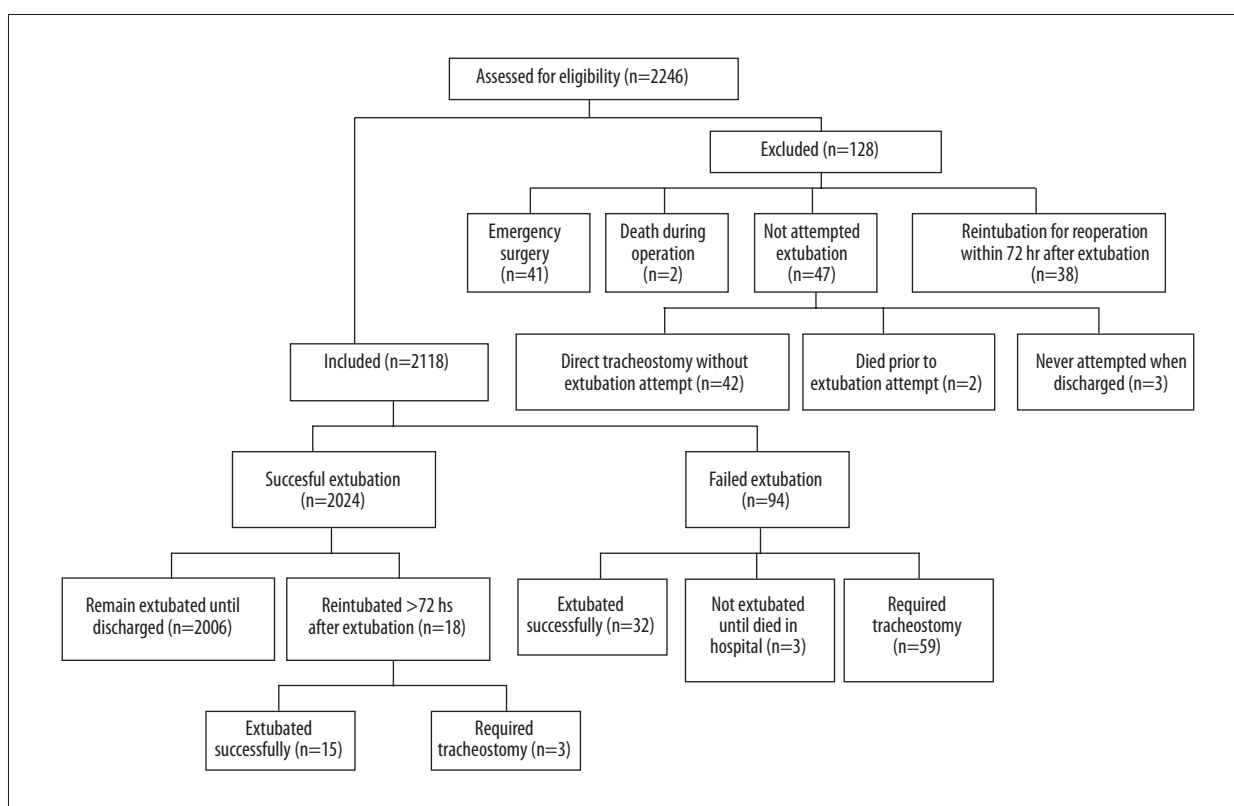 Assessed for eligibility (n=2246)
Excluded (n=128)
Emergency
surgery
(n=41)
Death during
operation
(n=2)
Not attempted
extubation
(n=47)
Reintubation for reoperation
within 72 hr after extubation
(n=38)
Included (n=2118)
Direct tracheostomy without
extubation attempt (n=42)
Died prior to
extubation attempt (n=2)
Never attempted when
discharged (n=3)
Succesful extubation
(n=2024)
Failed extubation
(n=94)
Remain extubated until
discharged (n=2006)
Reintubated >72 hs
after extubation (n=18)
Extubated
successfully (n=32)
Not extubated
until died in
hospital (n=3)
Required
tracheostomy
(n=59)
Extubated
successfully (n=15)
Required
tracheostomy (n=3)